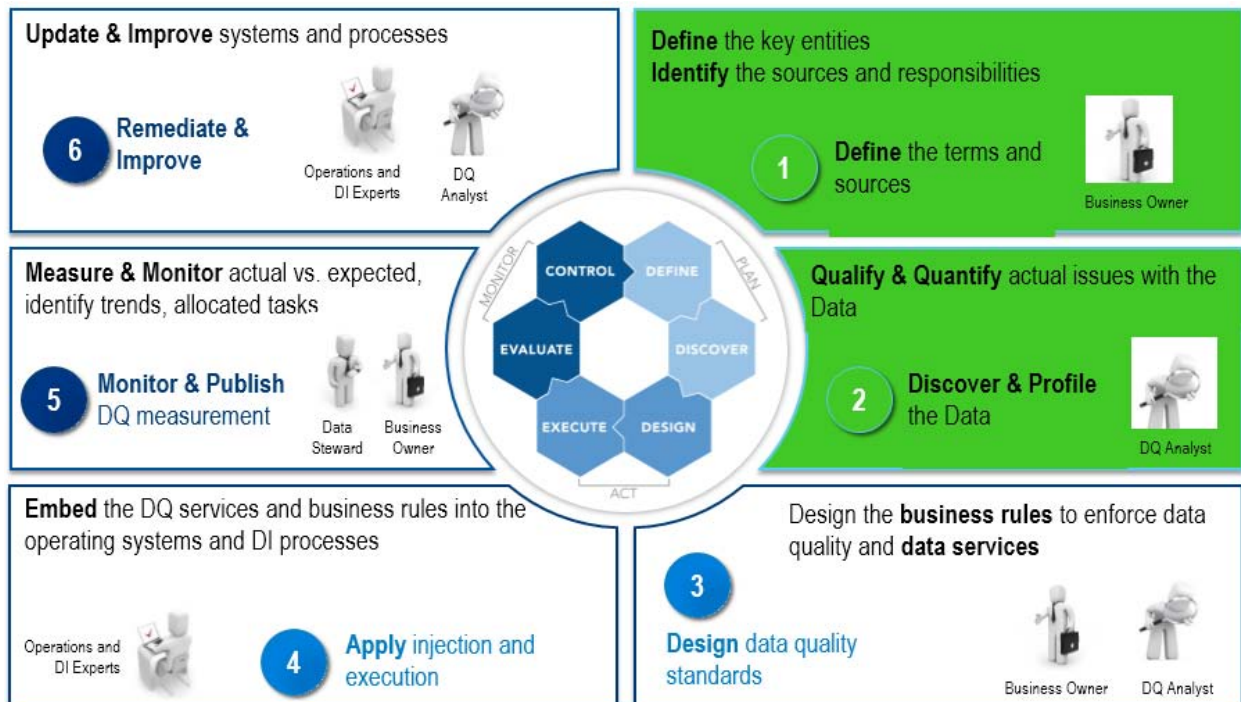 Update & Improve systems and processes
6
Remediate &
Improve
Operations and
DI Experts
DQ
Analyst
Define the key entities
Identify the sources and responsibilities
1
Define the terms and
sources
Business Owner
Measure & Monitor actual vs. expected,
identify trends, allocated tasks
5
Monitor & Publish
DQ measurement
Data
Steward
Business
Owner
MONITOR
PLAN
CONTROL
DEFINE
EVALUATE
DISCOVER
EXECUTE
DESIGN
ACT
Qualify & Quantify actual issues with the
Data
2
Discover & Profile
the Data
DQ Analyst
Embed the DQ services and business rules into the
operating systems and DI processes
Operations and
DI Experts
4
Apply injection and
execution
Design the business rules to enforce data
quality and data services
3
Design data quality
standards
Business Owner
DQ Analyst